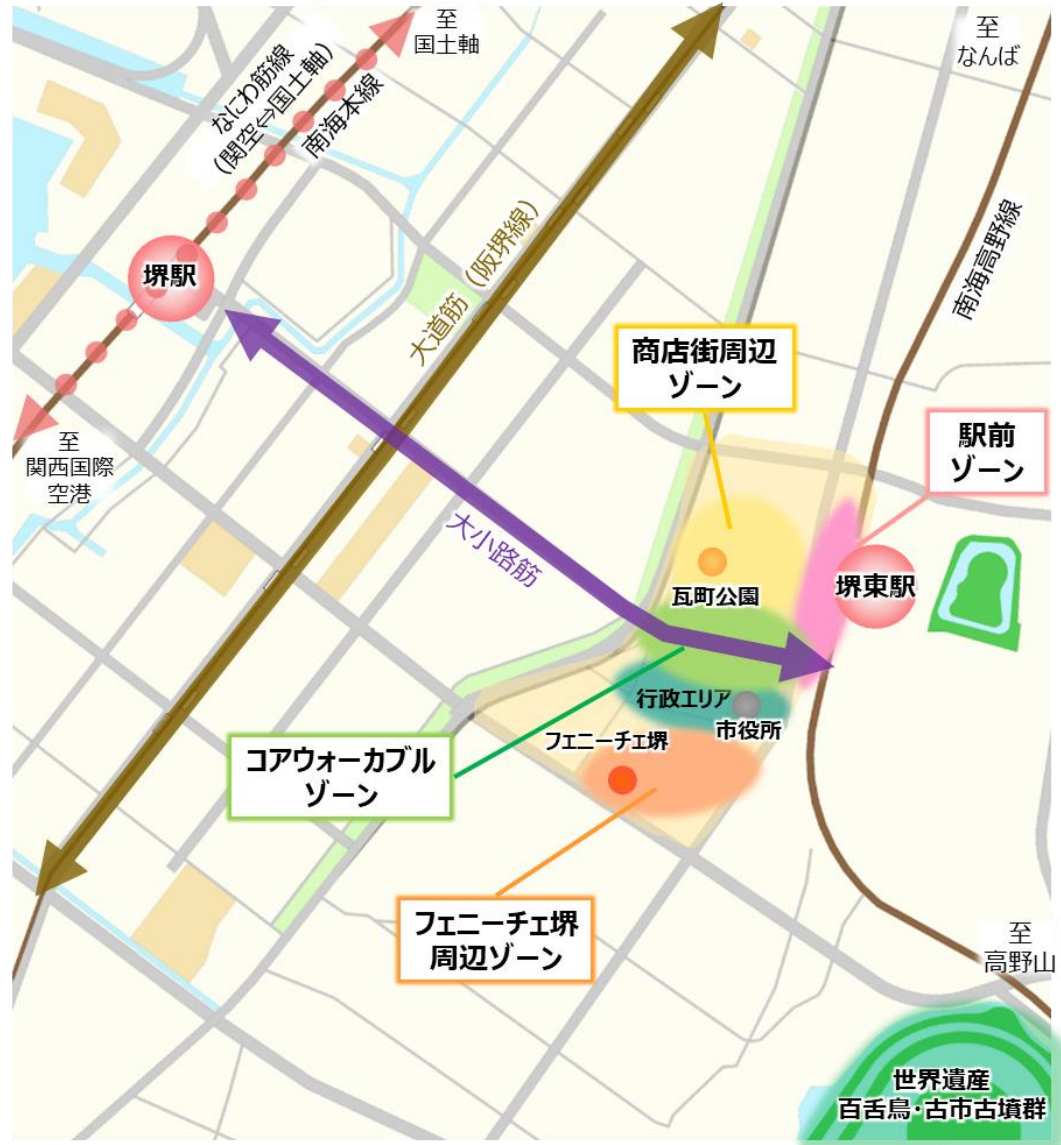 至
国土軸
至
なんば
なにわ筋線
(関空⇔国土軸)
南海本線
堺駅
大道筋（阪堺線）
南海高野線
商店街周辺
ゾーン
駅前
ゾーン
至
関西国際
空港
大小路筋
瓦町公園
堺東駅
行政エリア
市役所
フェニーチェ堺
コアウォーカブル
ゾーン
フェニーチェ堺
周辺ゾーン
至
高野山
世界遺産
百舌鳥・古市古墳群